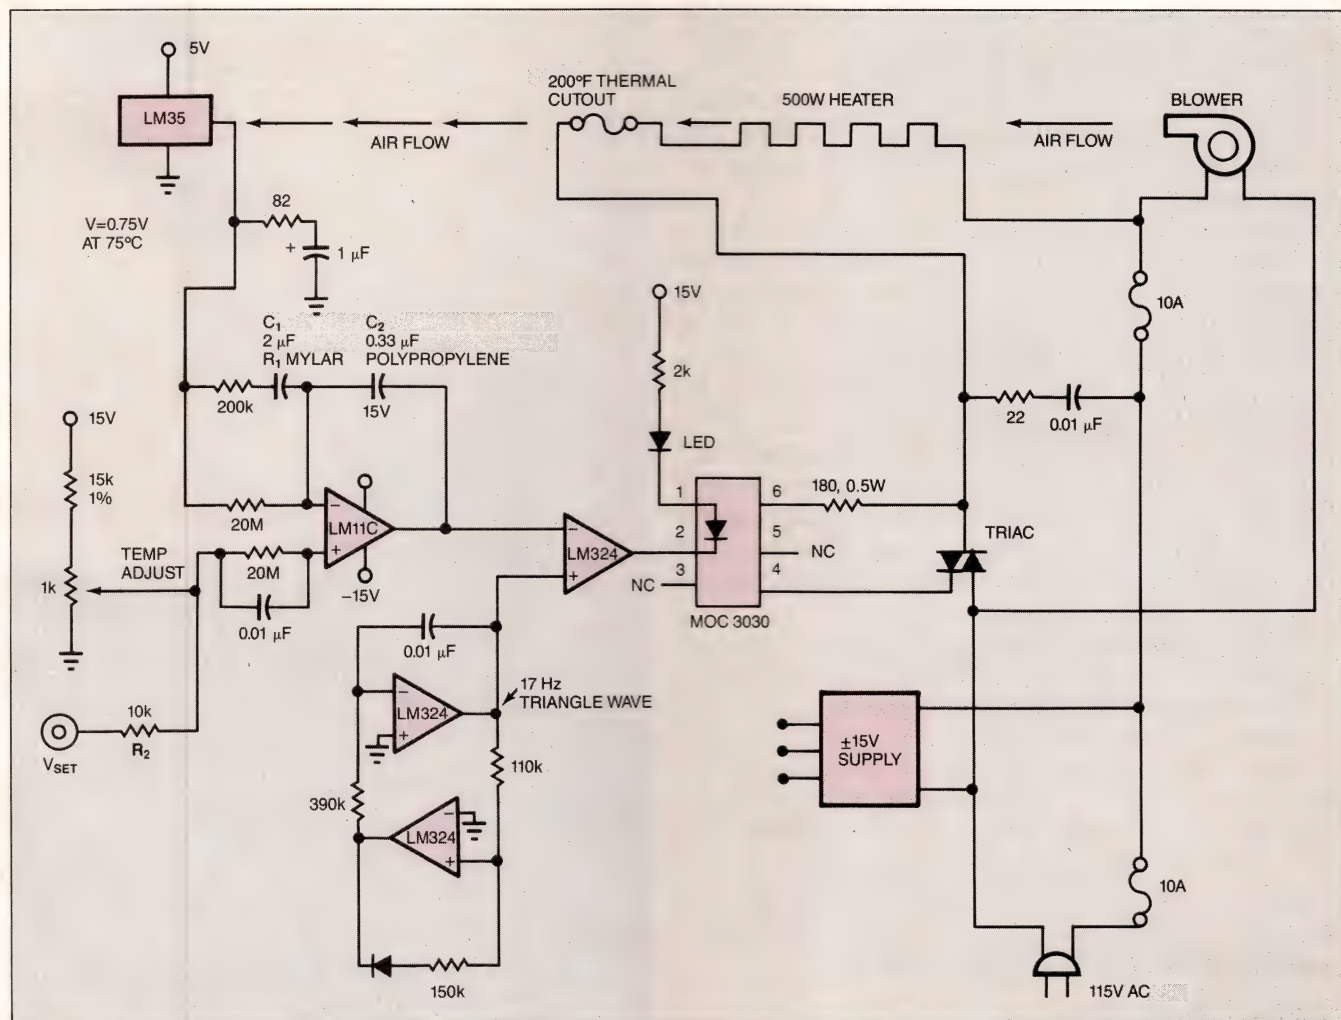 5V
LM35
V=0.75V
AT 75°C
82
+
1 µF
AIR FLOW
200°F THERMAL
CUTOUT
500W HEATER
AIR FLOW
BLOWER
10A
C₁
2 µF
R₁ MYLAR
C₂
0.33 µF
POLYPROPYLENE
200k
15V
15V
15k
1%
1k
TEMP
ADJUST
20M
20M
0.01 µF
LM11C
−
+
−15V
V_SET
10k
R₂
15V
2k
LED
LM324
−
+
1
2
3
NC
6
5
4
NC
MOC 3030
180, 0.5W
22
0.01 µF
TRIAC
0.01 µF
LM324
−
+
17 Hz
TRIANGLE WAVE
110k
390k
LM324
−
+
150k
±15V
SUPPLY
10A
115V AC